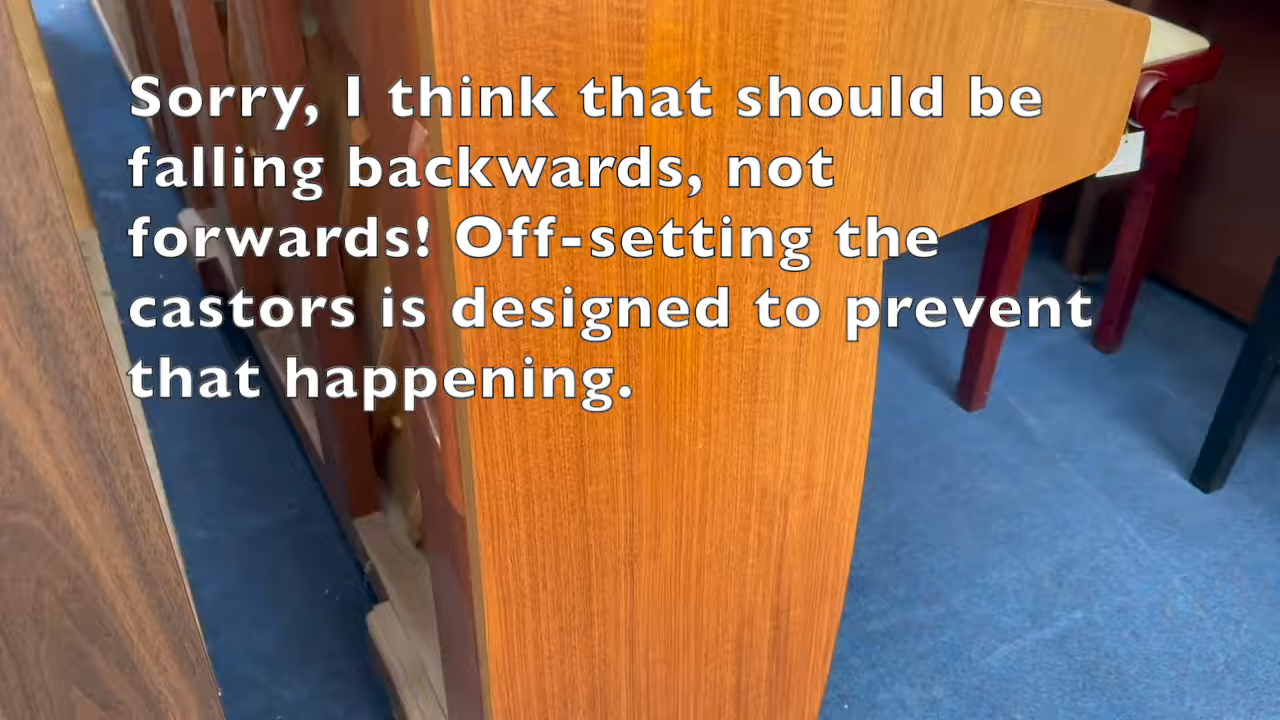 Sorry, I think that should be
falling backwards, not
forwards! Off-setting the
castors is designed to prevent
that happening.